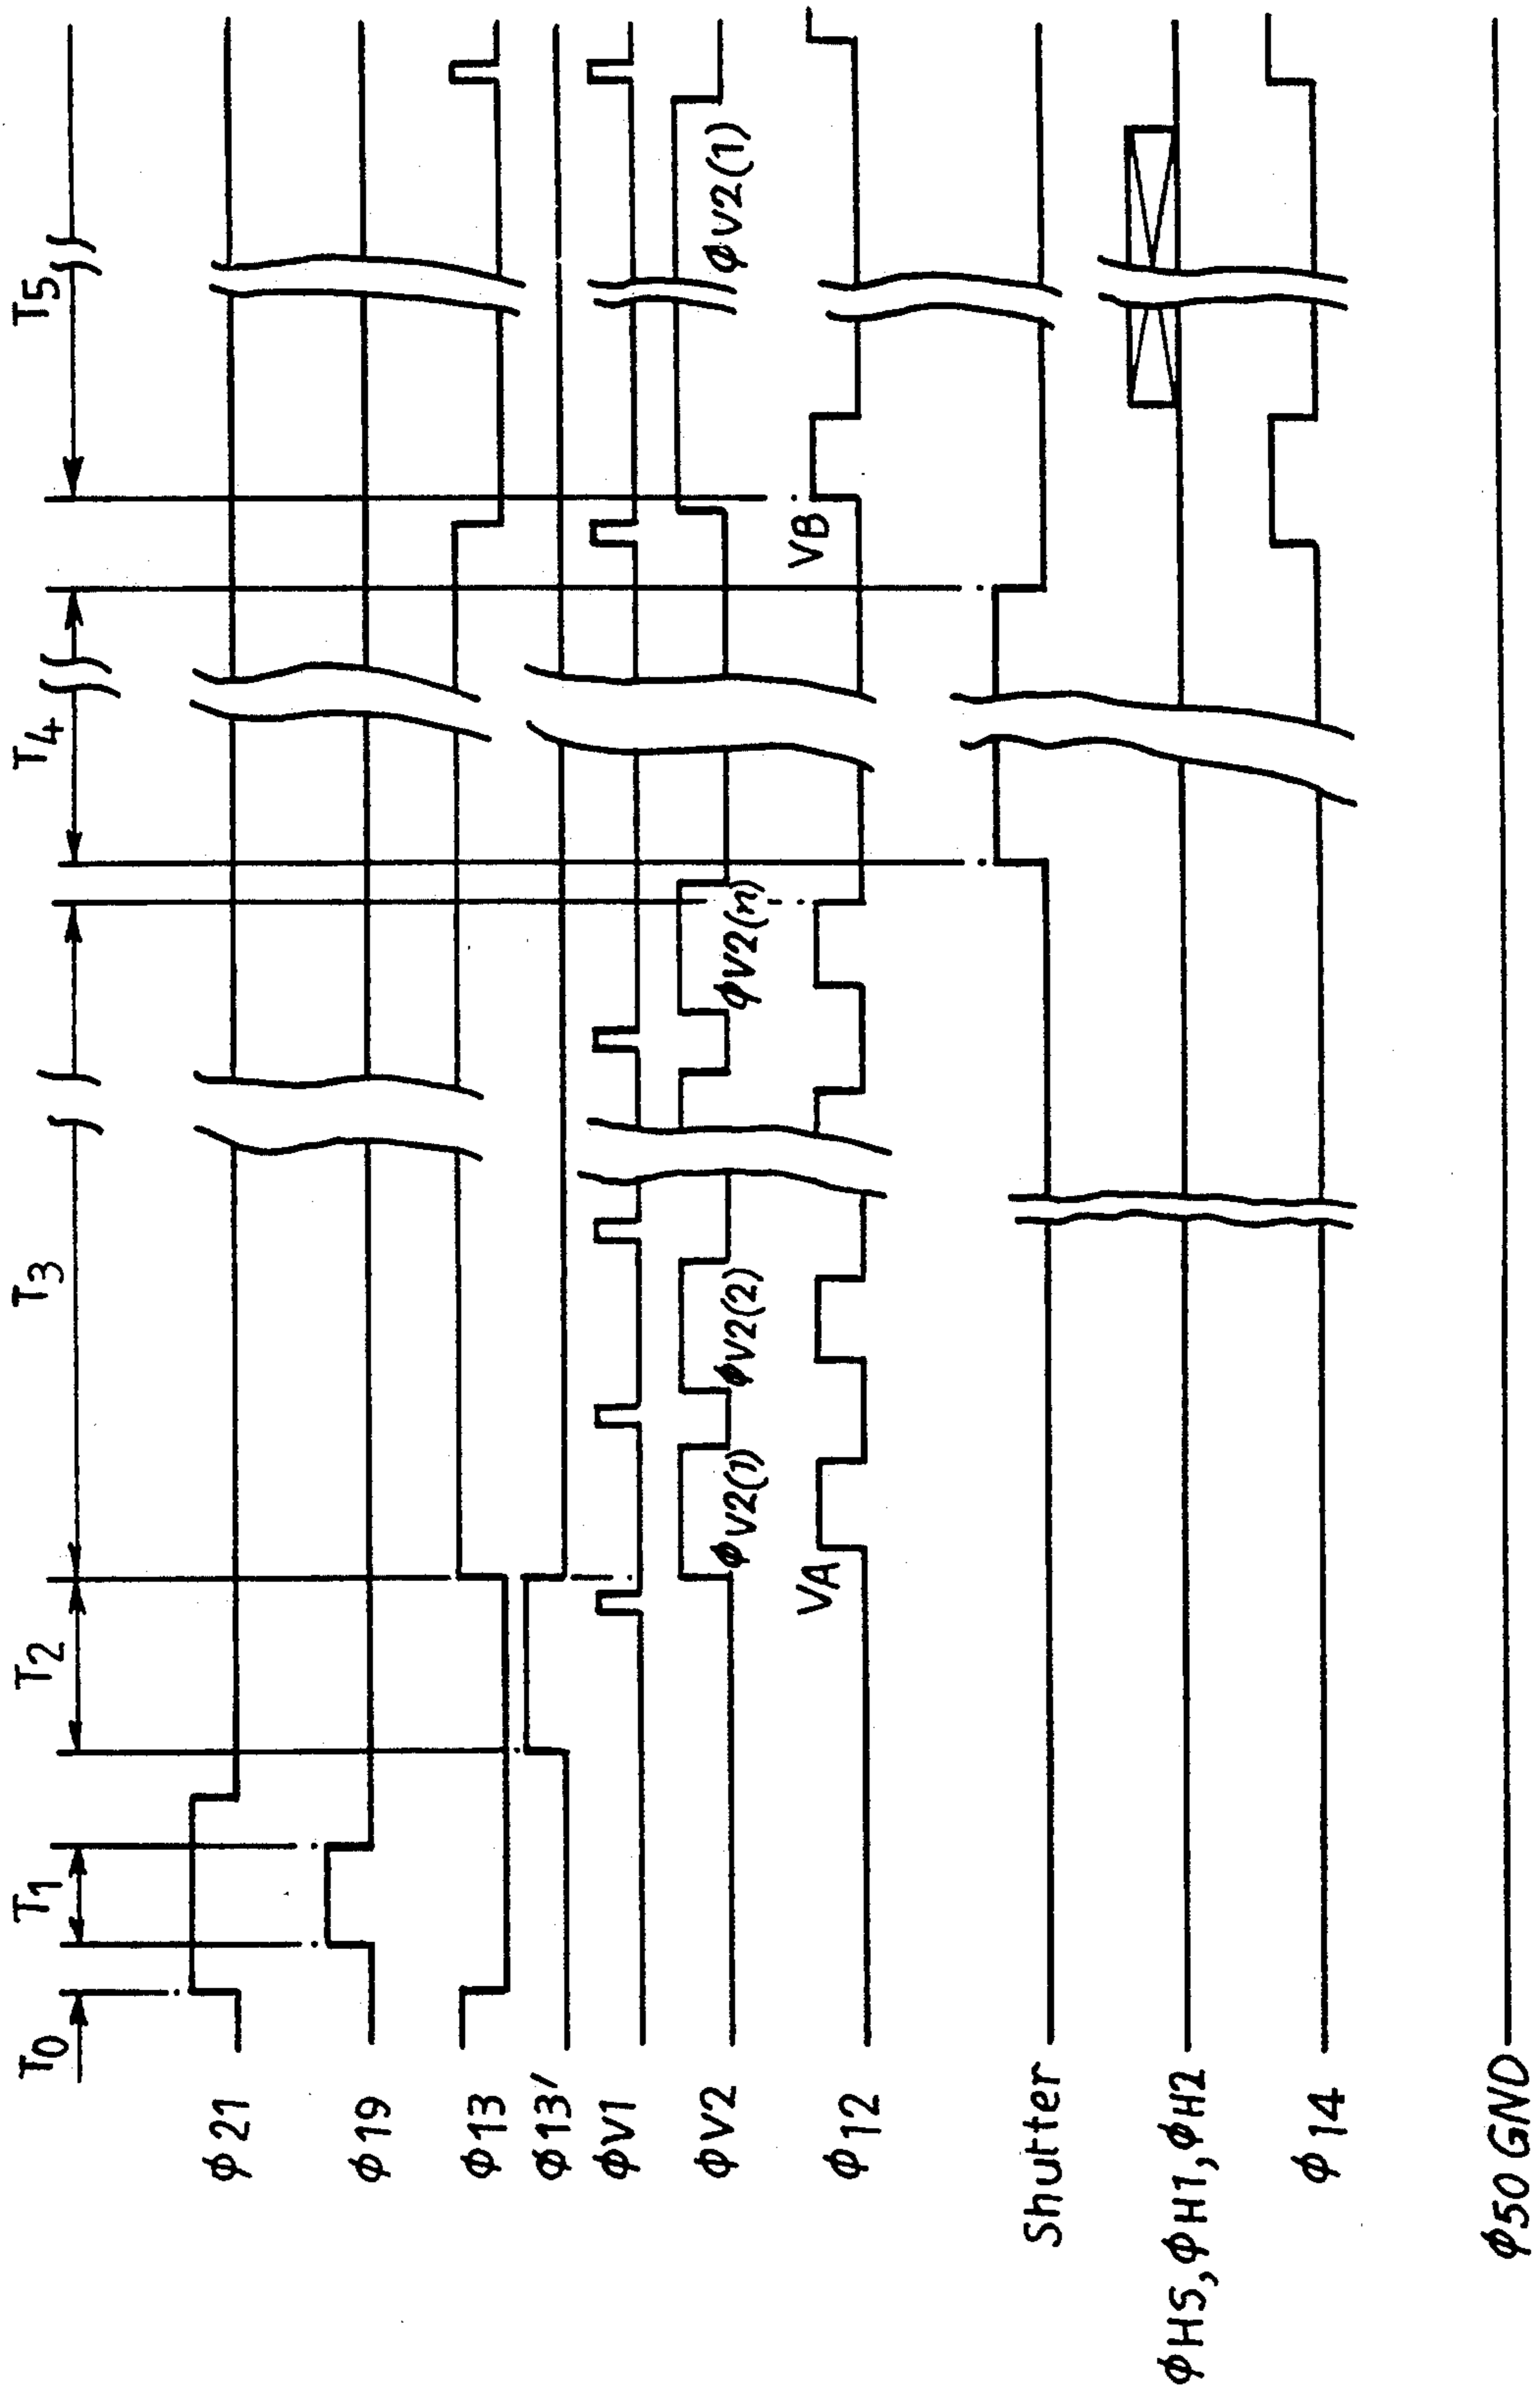 T0 T1 T2 T3 T4 T5
φ21
φ19
φ13
φ13′
φV1
φV2
φV2(1) φV2(2) φV2(n) φV2(1)
φ12
VA VB
Shutter
φHS, φH1, φH2
φ14
φ50 GND